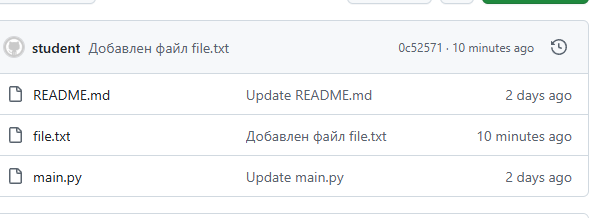 student Добавлен файл file.txt 0c52571 · 10 minutes ago
README.md Update README.md 2 days ago
file.txt Добавлен файл file.txt 10 minutes ago
main.py Update main.py 2 days ago